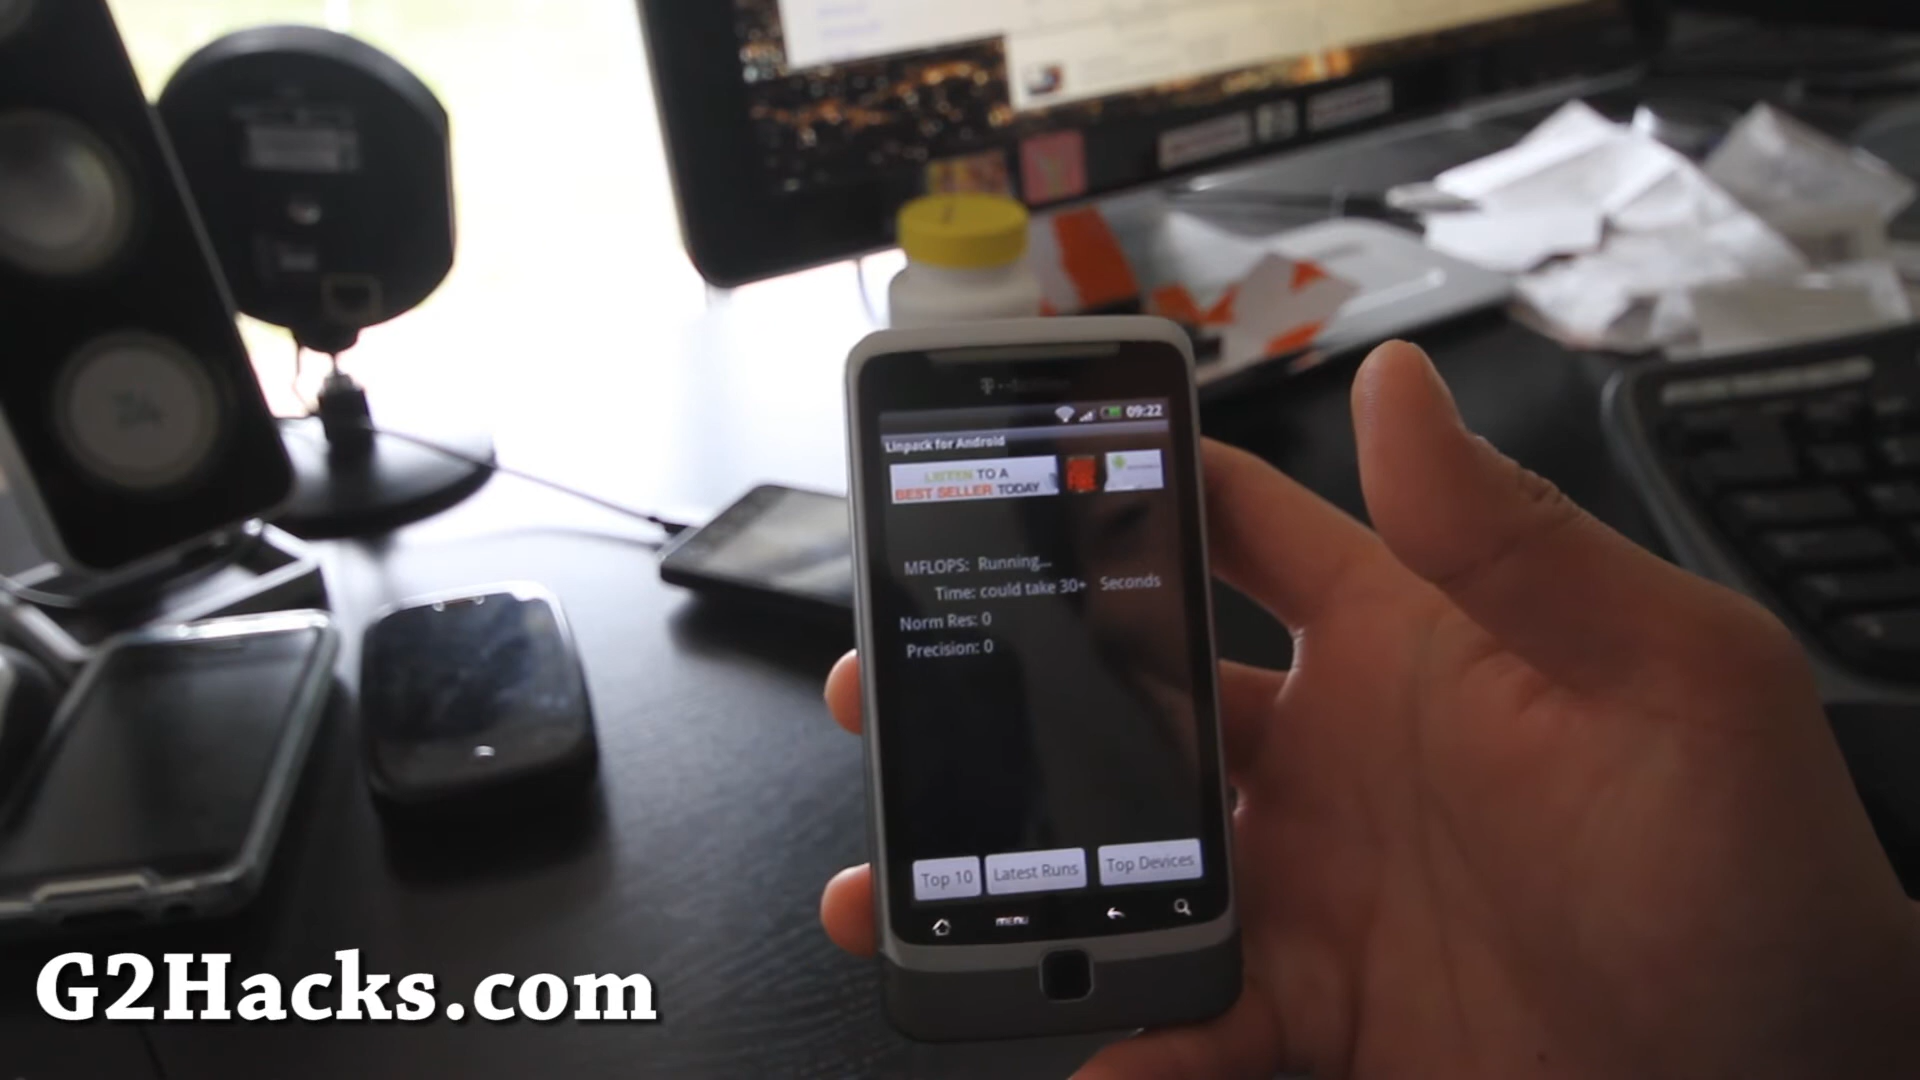 09:22
Linpack for Android
LISTEN TO A
BEST SELLER TODAY
FIRE
MFLOPS: Running...
Time: could take 30+ Seconds
Norm Res: 0
Precision: 0
Top 10 Latest Runs Top Devices
MENU
G2Hacks.com